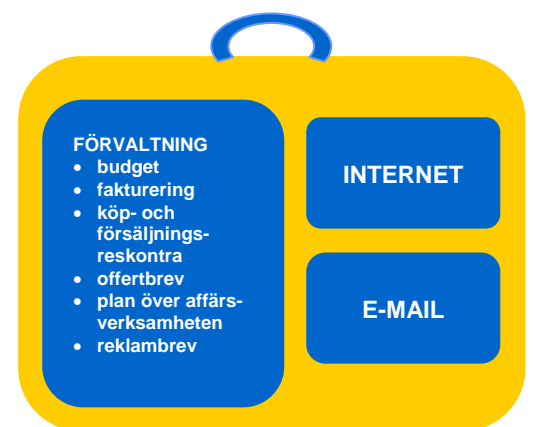 FÖRVALTNING
• budget
• fakturering
• köp- och
försäljnings-
reskontra
• offertbrev
• plan över affärs-
verksamheten
• reklambrev
INTERNET
E-MAIL